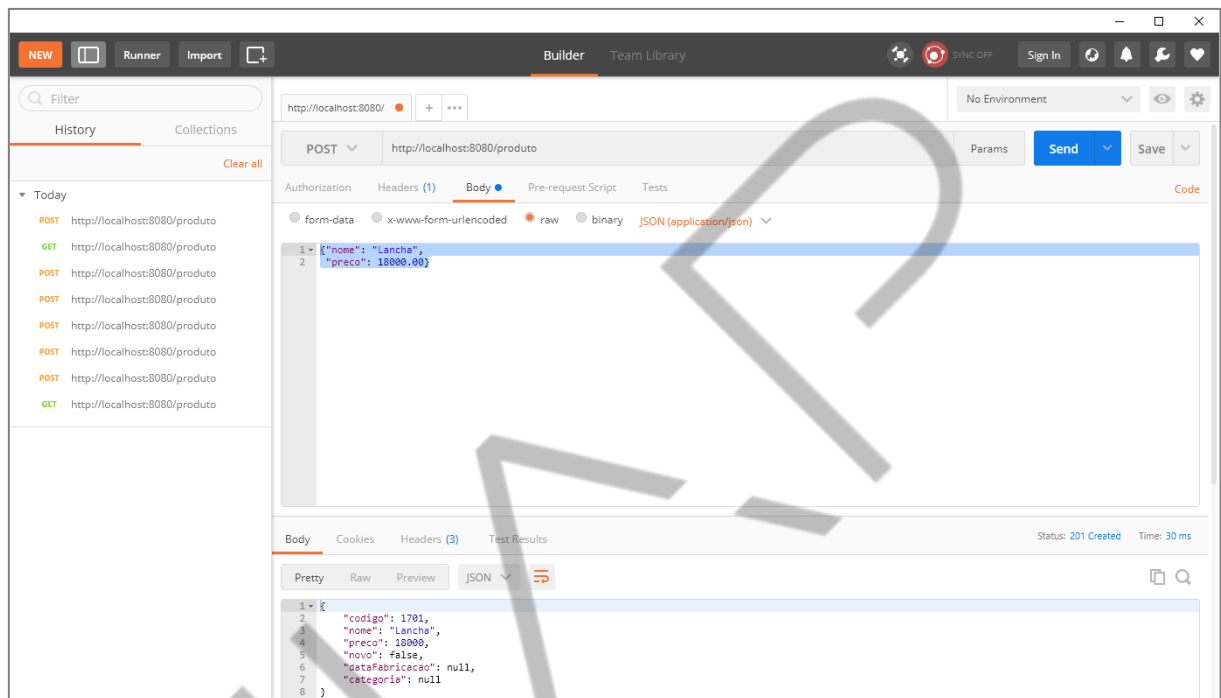 NEW Runner Import Builder Team Library SYNC OFF Sign In
Filter
History Collections
Clear all
Today
POST http://localhost:8080/produto
GET http://localhost:8080/produto
POST http://localhost:8080/produto
POST http://localhost:8080/produto
POST http://localhost:8080/produto
POST http://localhost:8080/produto
POST http://localhost:8080/produto
GET http://localhost:8080/produto
http://localhost:8080/ + ••• No Environment
POST http://localhost:8080/produto Params Send Save
Authorization Headers (1) Body Pre-request Script Tests Code
form-data x-www-form-urlencoded raw binary JSON (application/json)
1 {"nome": "Lancha",
2 "preco": 18000.00}
Body Cookies Headers (3) Test Results Status: 201 Created Time: 30 ms
Pretty Raw Preview JSON
1 {
2 "codigo": 1701,
3 "nome": "Lancha",
4 "preco": 18000,
5 "novo": false,
6 "dataFabricacao": null,
7 "categoria": null
8 }